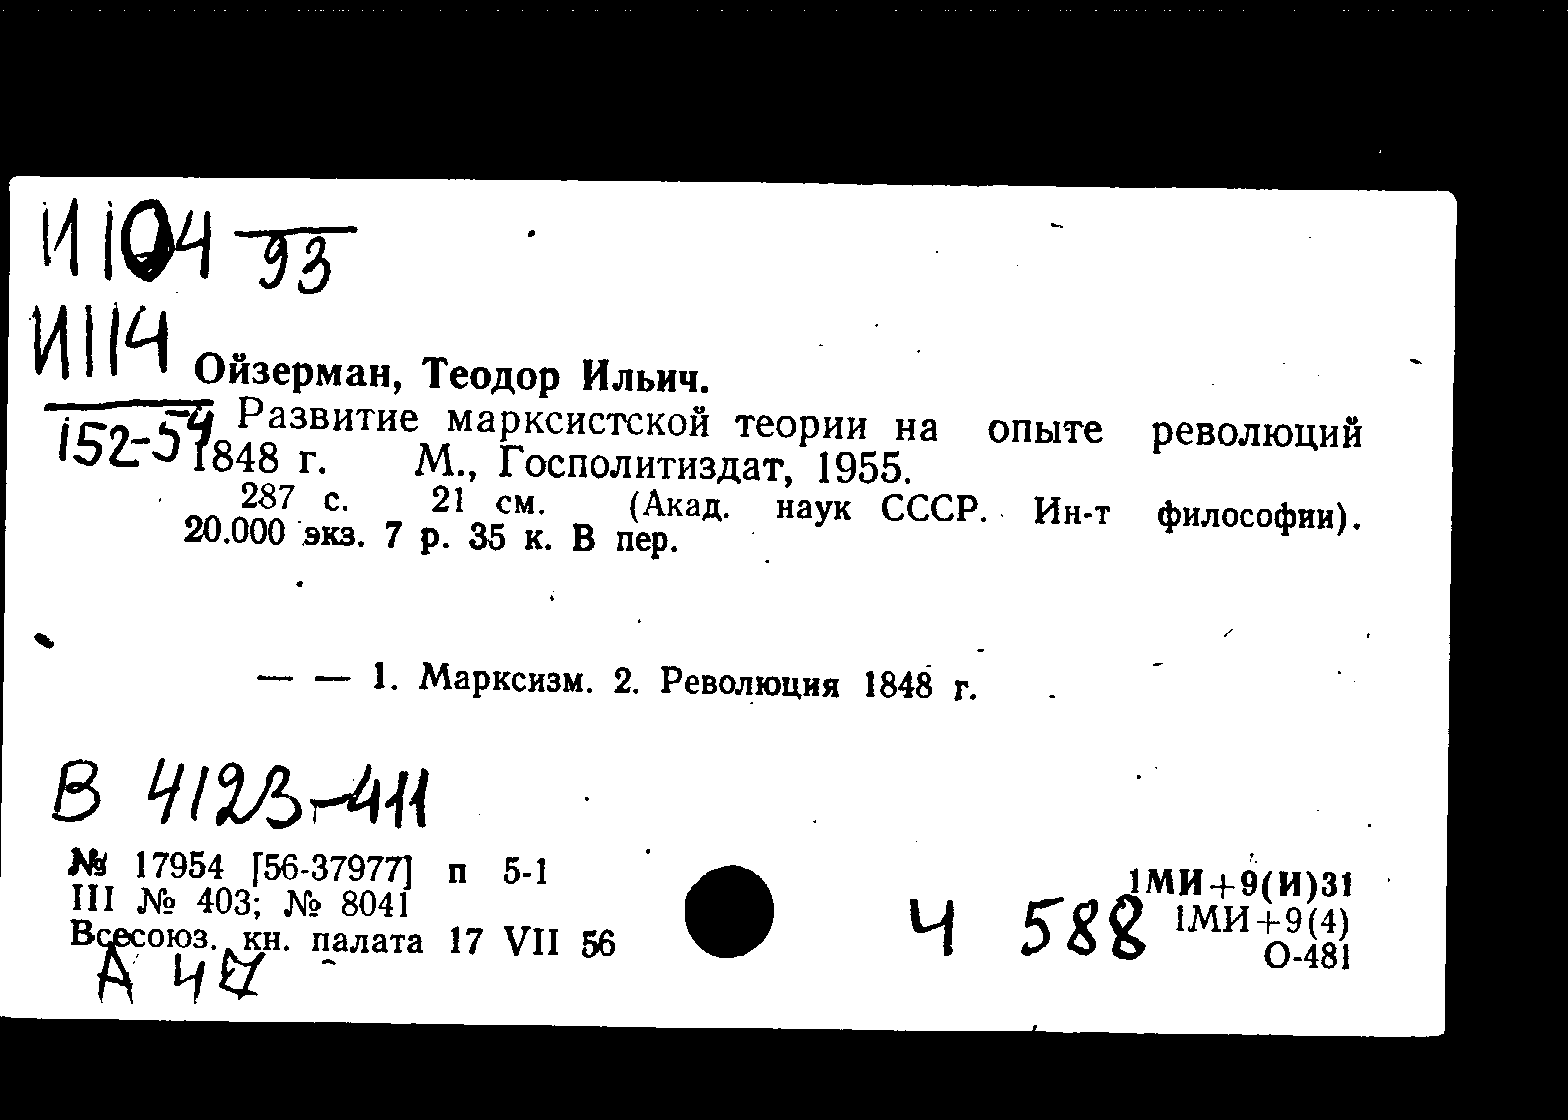 И 104
93
И 114
152-54
Ойзерман, Теодор Ильич.
Развитие марксистской теории на опыте революций
1848 г. М., Госполитиздат, 1955.
287 с. 21 см. (Акад. наук СССР. Ин-т философии).
20.000 экз. 7 р. 35 к. В пер.
— — 1. Марксизм. 2. Революция 1848 г.
В 4123-411
№ 17954 [56-37977] п 5-1
III № 403; № 8041
Всесоюз. кн. палата 17 VII 56
А 4
Ч 588
1МИ+9(И)31
1МИ+9(4)
О-481